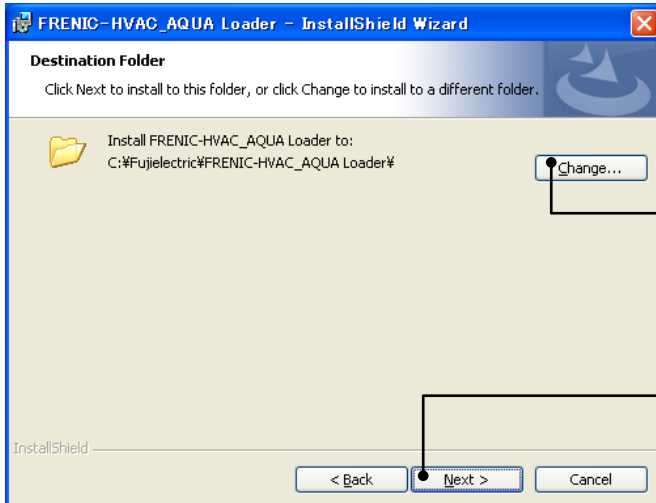 FRENIC-HVAC_AQUA Loader - InstallShield Wizard
Destination Folder
Click Next to install to this folder, or click Change to install to a different folder.
Install FRENIC-HVAC_AQUA Loader to:
C:¥Fujielectric¥FRENIC-HVAC_AQUA Loader¥
Change...
InstallShield
< Back
Next >
Cancel